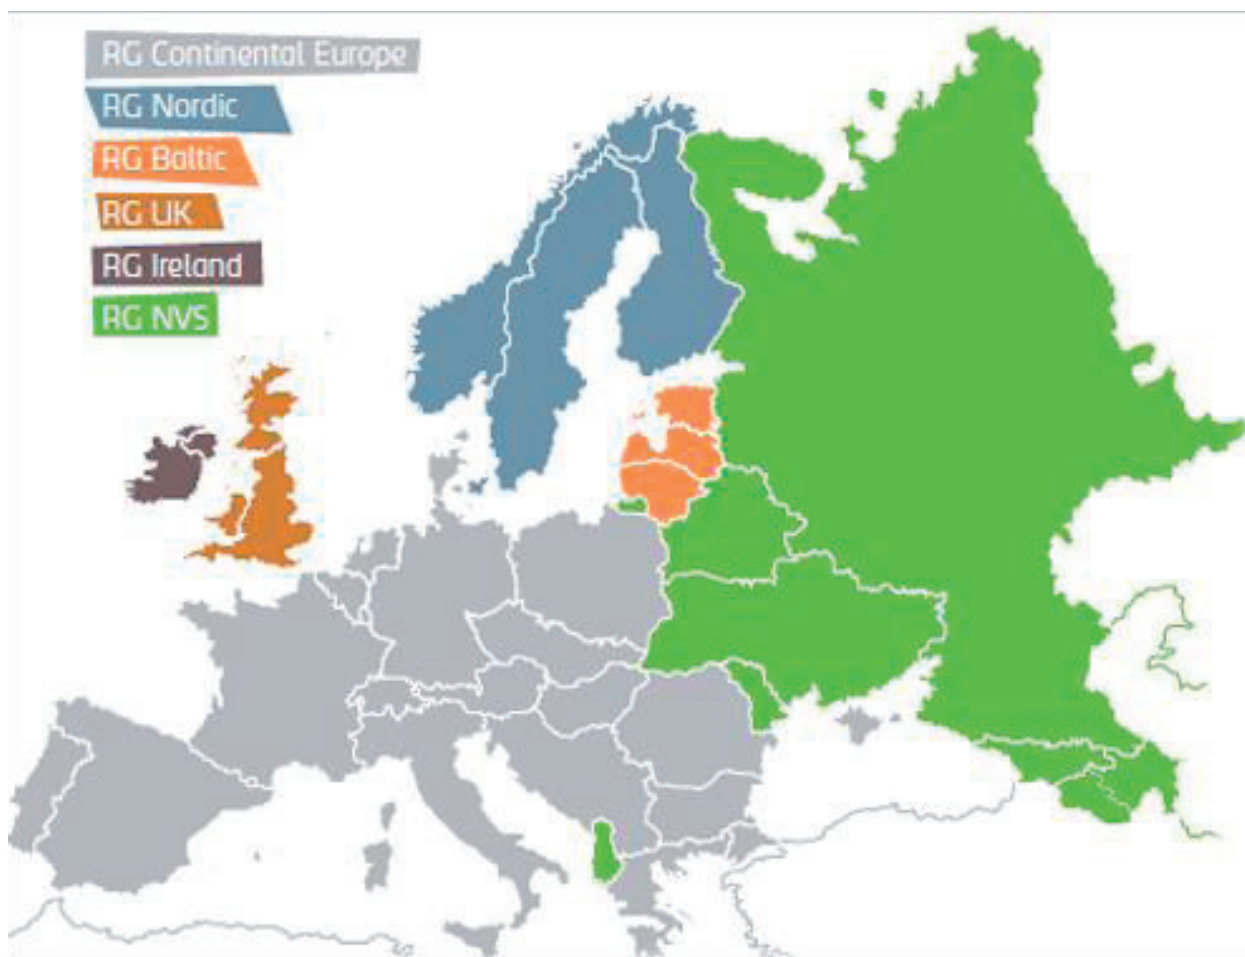 RG Continental Europe
RG Nordic
RG Baltic
RG UK
RG Ireland
RG NVS